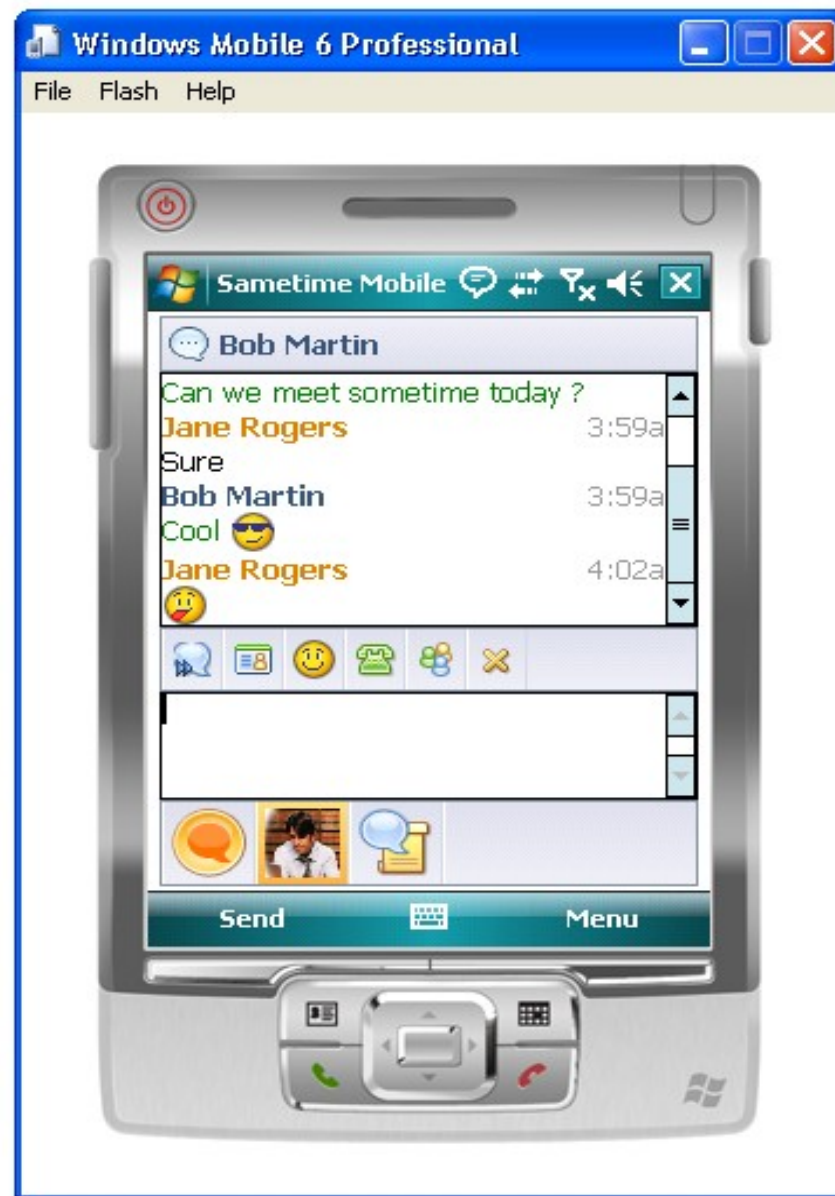 Windows Mobile 6 Professional
File Flash Help
Sametime Mobile
Bob Martin
Can we meet sometime today ?
Jane Rogers 3:59a
Sure
Bob Martin 3:59a
Cool
Jane Rogers 4:02a
Send Menu